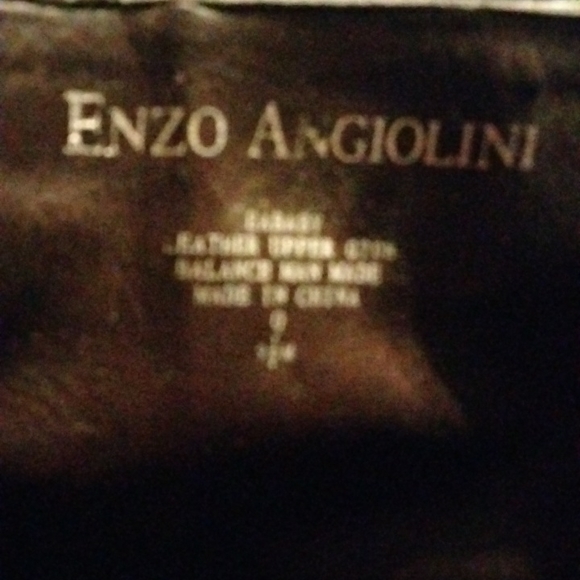 ENZO ANGIOLINI
LEATHER UPPER
BALANCE MAN MADE
MADE IN CHINA